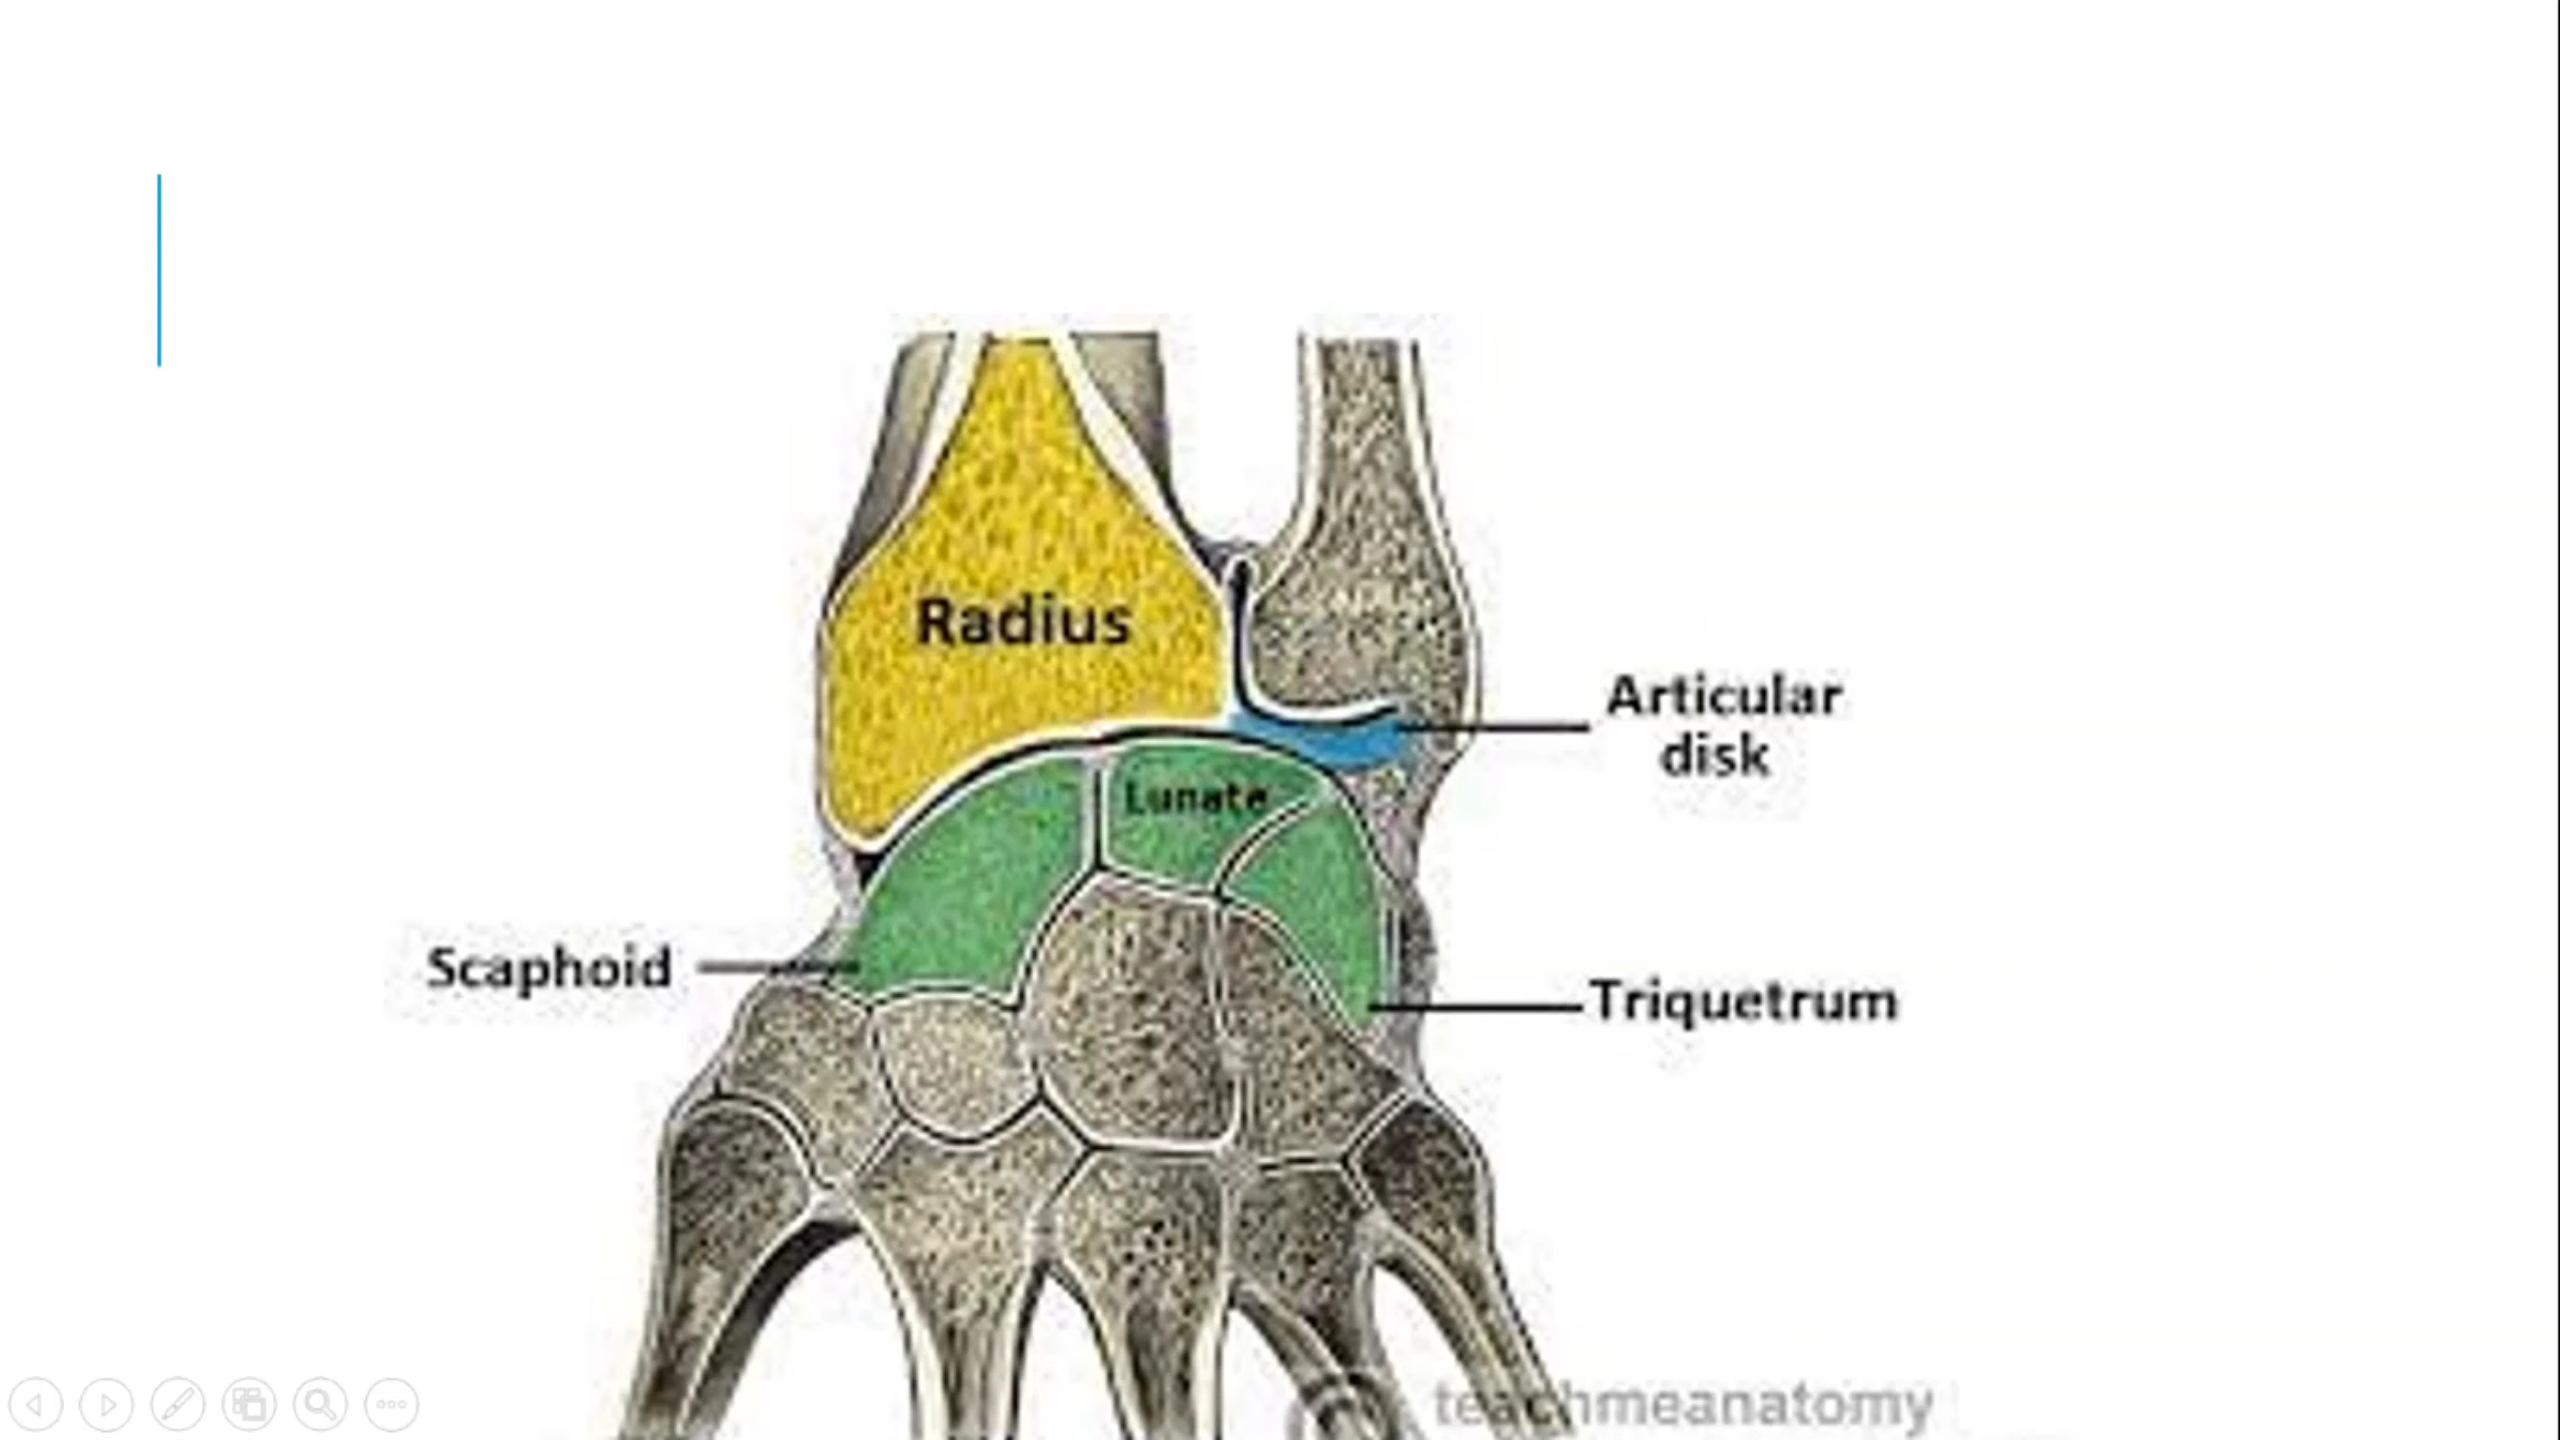 Radius
Articular
disk
Lunate
Scaphoid
Triquetrum
teachmeanatomy